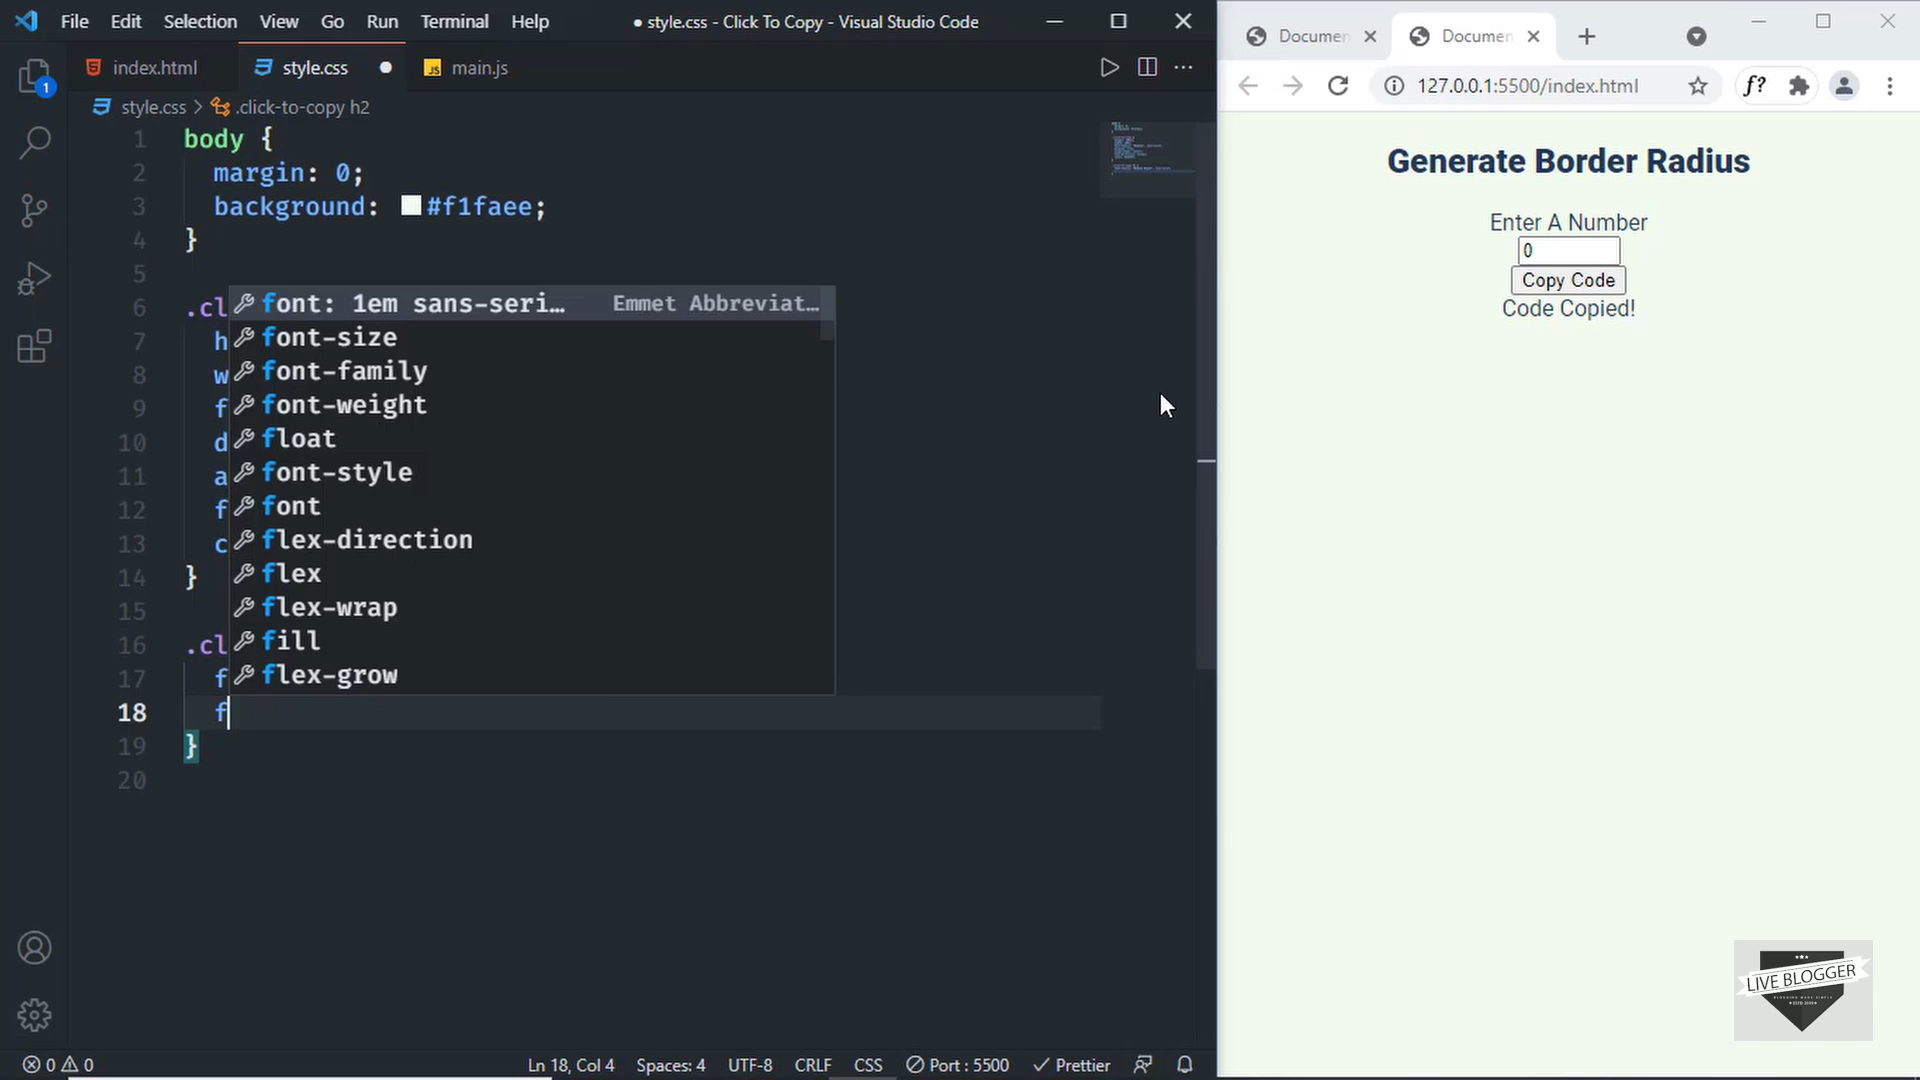 File Edit Selection View Go Run Terminal Help
● style.css - Click To Copy - Visual Studio Code
index.html style.css ● main.js
style.css > .click-to-copy h2
1 body {
2 margin: 0;
3 background: #f1faee;
4 }
5
6 .cl
7 h
8 w
9 f
10 d
11 a
12 f
13 c
14 }
15
16 .cl
17 f
18 f
19 }
20
font: 1em sans-seri… Emmet Abbreviat…
font-size
font-family
font-weight
float
font-style
font
flex-direction
flex
flex-wrap
fill
flex-grow
1
0 0 Ln 18, Col 4 Spaces: 4 UTF-8 CRLF CSS Port : 5500 Prettier
Documen Documen
127.0.0.1:5500/index.html f?
Generate Border Radius
Enter A Number
0
Copy Code
Code Copied!
LIVE BLOGGER